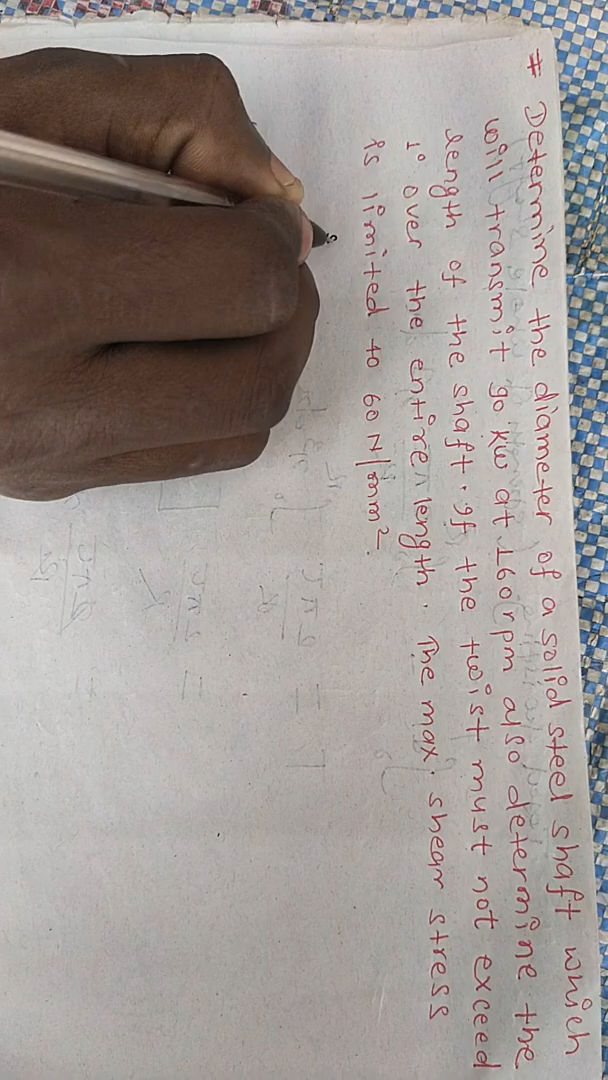 # Determine the diameter of a solid steel shaft which
will transmit 90 kw at 160 rpm also determine the
length of the shaft. If the twist must not exceed
1° over the entire length. The max. shear stress
is limited to 60 N/mm².